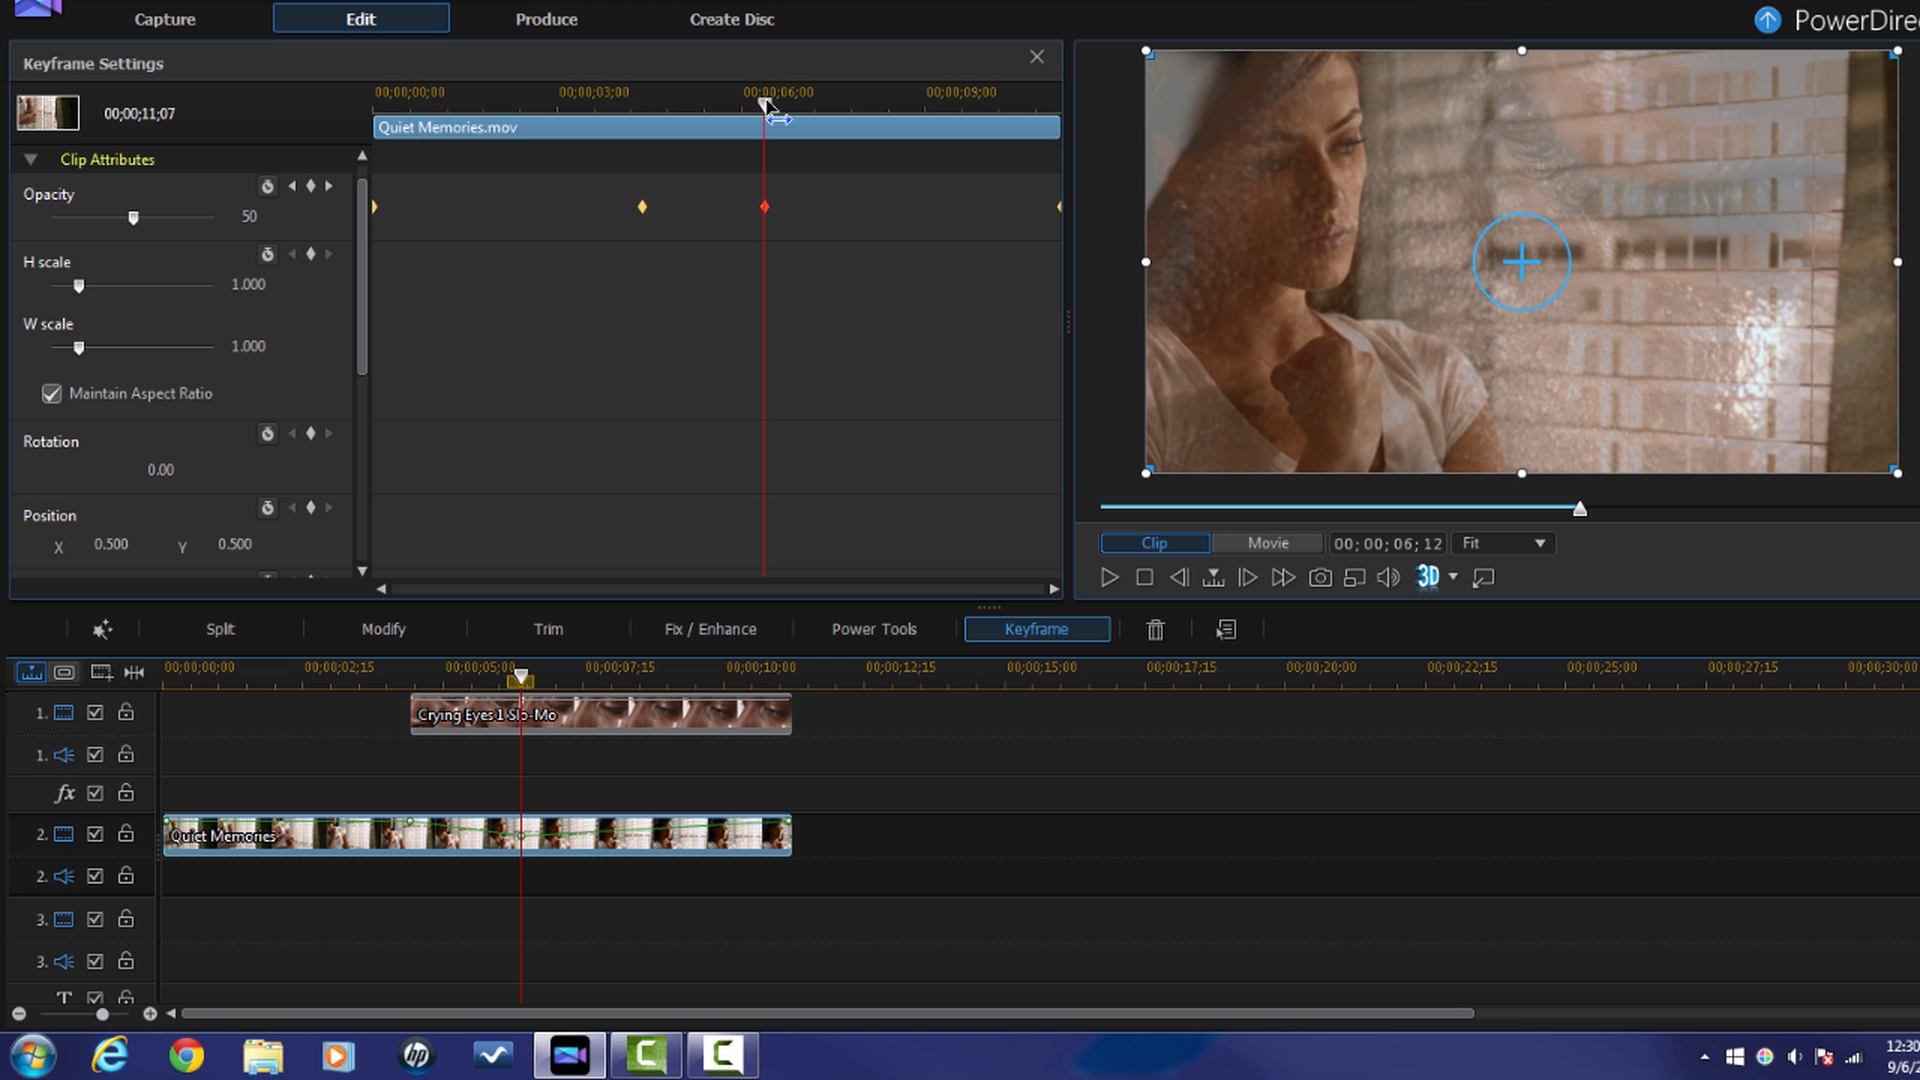 Capture
Edit
Produce
Create Disc
PowerDire
Keyframe Settings
00;00;11;07
00;00;00;00
00;00;03;00
00;00;06;00
00;00;09;00
Quiet Memories.mov
Clip Attributes
Opacity
50
H scale
1.000
W scale
1.000
Maintain Aspect Ratio
Rotation
0.00
Position
X 0.500 Y 0.500
Clip
Movie
00; 00; 06; 12
Fit
3D
Split
Modify
Trim
Fix / Enhance
Power Tools
Keyframe
00;00;00;00
00;00;02;15
00;00;05;00
00;00;07;15
00;00;10;00
00;00;12;15
00;00;15;00
00;00;17;15
00;00;20;00
00;00;22;15
00;00;25;00
00;00;27;15
00;00;30;00
1.
Crying Eyes 1 Slo-Mo
1.
fx
2.
Quiet Memories
2.
3.
3.
T
hp
C
C
12:30
9/6/2